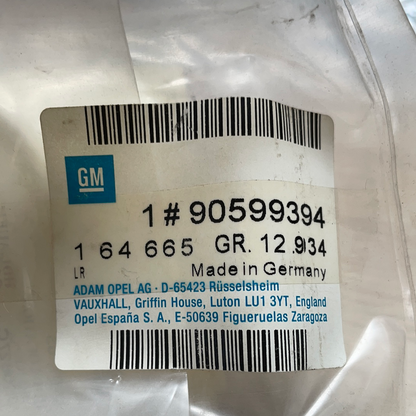 GM
1 # 90599394
1 64 665 GR. 12.934
LR Made in Germany
ADAM OPEL AG · D-65423 Rüsselsheim
VAUXHALL, Griffin House, Luton LU1 3YT, England
Opel España S. A., E-50639 Figueruelas Zaragoza